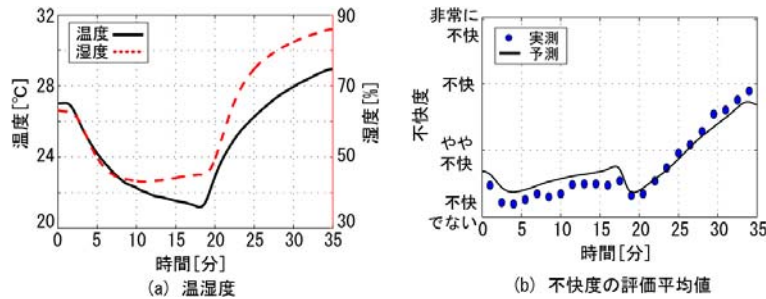 32
28
24
20
温度[℃]
温度
湿度
90
70
50
30
湿度[%]
0 5 10 15 20 25 30 35
時間[分]
(a) 温湿度
非常に
不快
不快
やや
不快
不快
でない
不快度
実測
予測
0 5 10 15 20 25 30 35
時間[分]
(b) 不快度の評価平均値